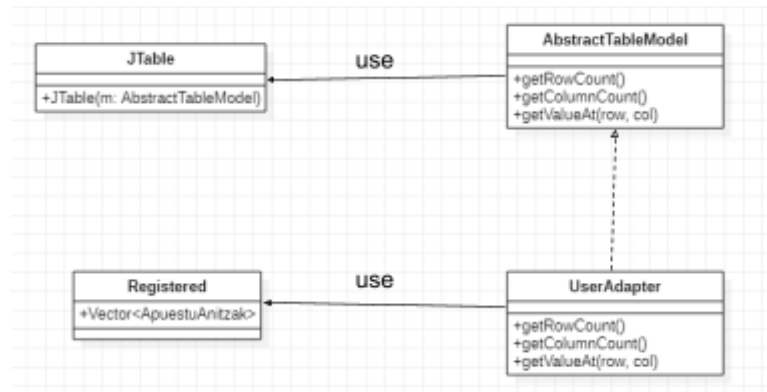 JTable
+JTable(m: AbstractTableModel)
use
AbstractTableModel
+getRowCount()
+getColumnCount()
+getValueAt(row, col)
Registered
+Vector<ApuestuAnitzak>
use
UserAdapter
+getRowCount()
+getColumnCount()
+getValueAt(row, col)